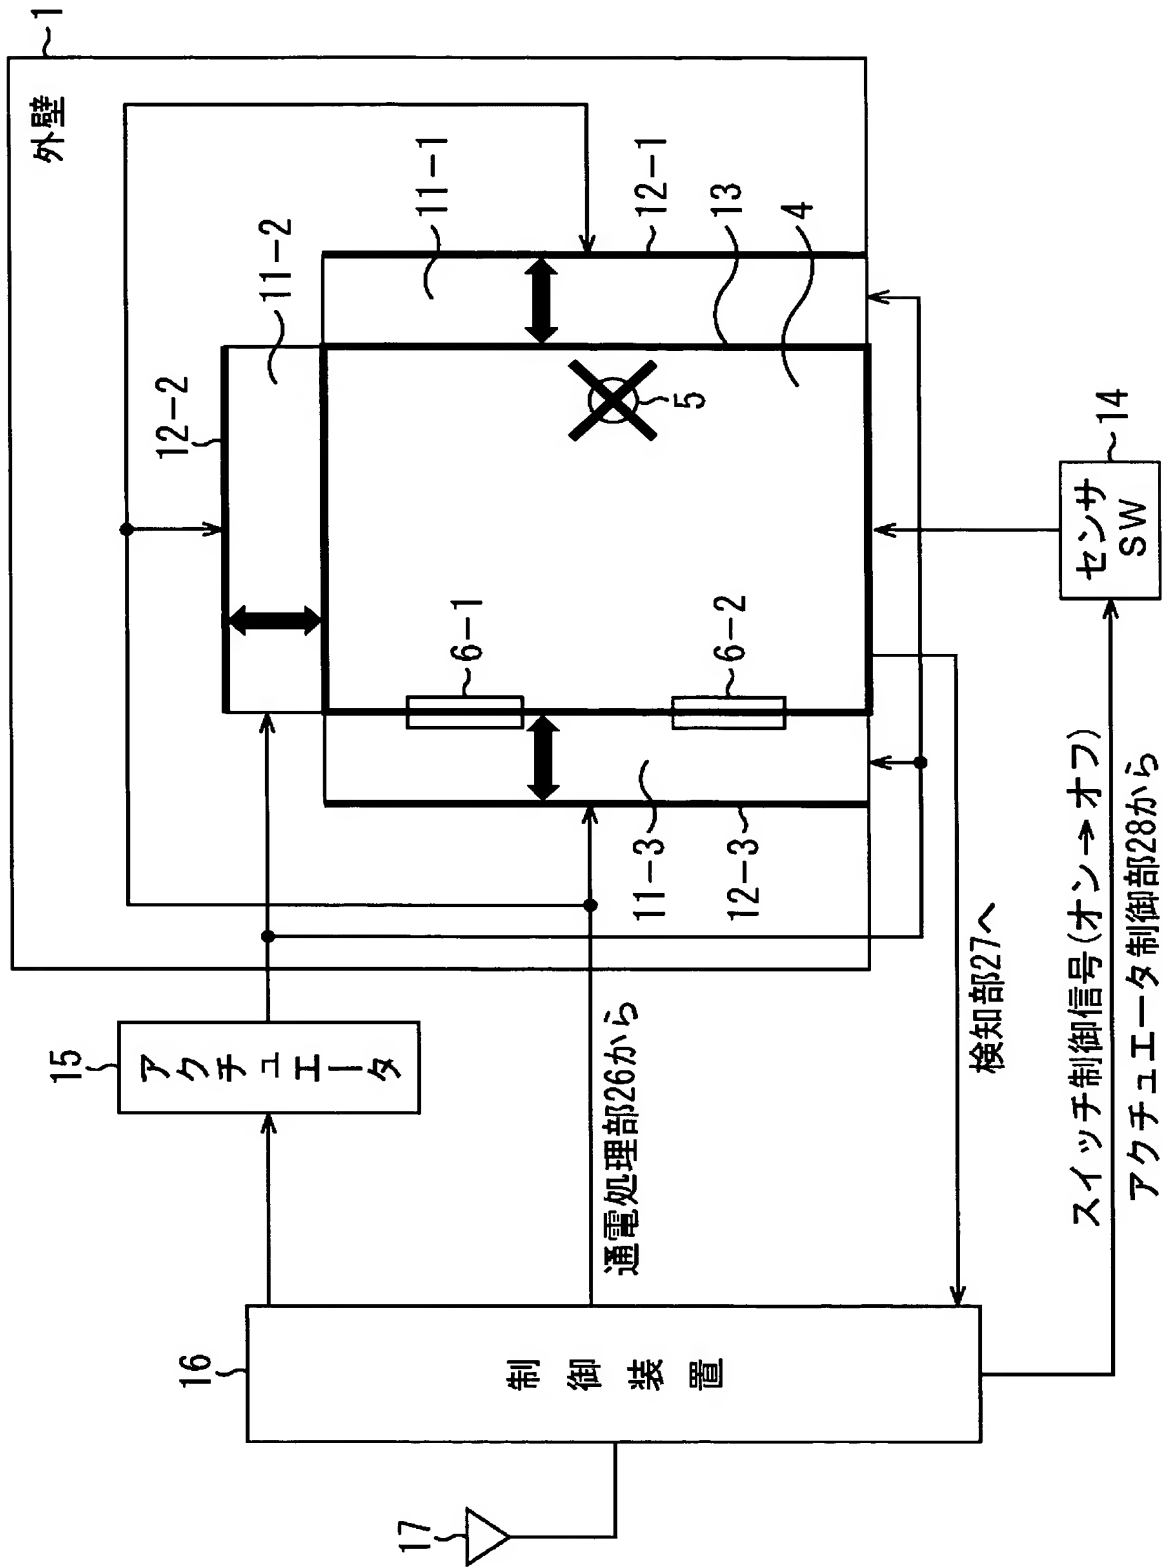 1
外壁
11-1
12-1
13
4
11-2
12-2
5
6-1
6-2
11-3
12-3
14
センサ
SW
15
アクチュエータ
通電処理部26から
検知部27へ
スイッチ制御信号(オン→オフ)
アクチュエータ制御部28から
16
制御装置
17